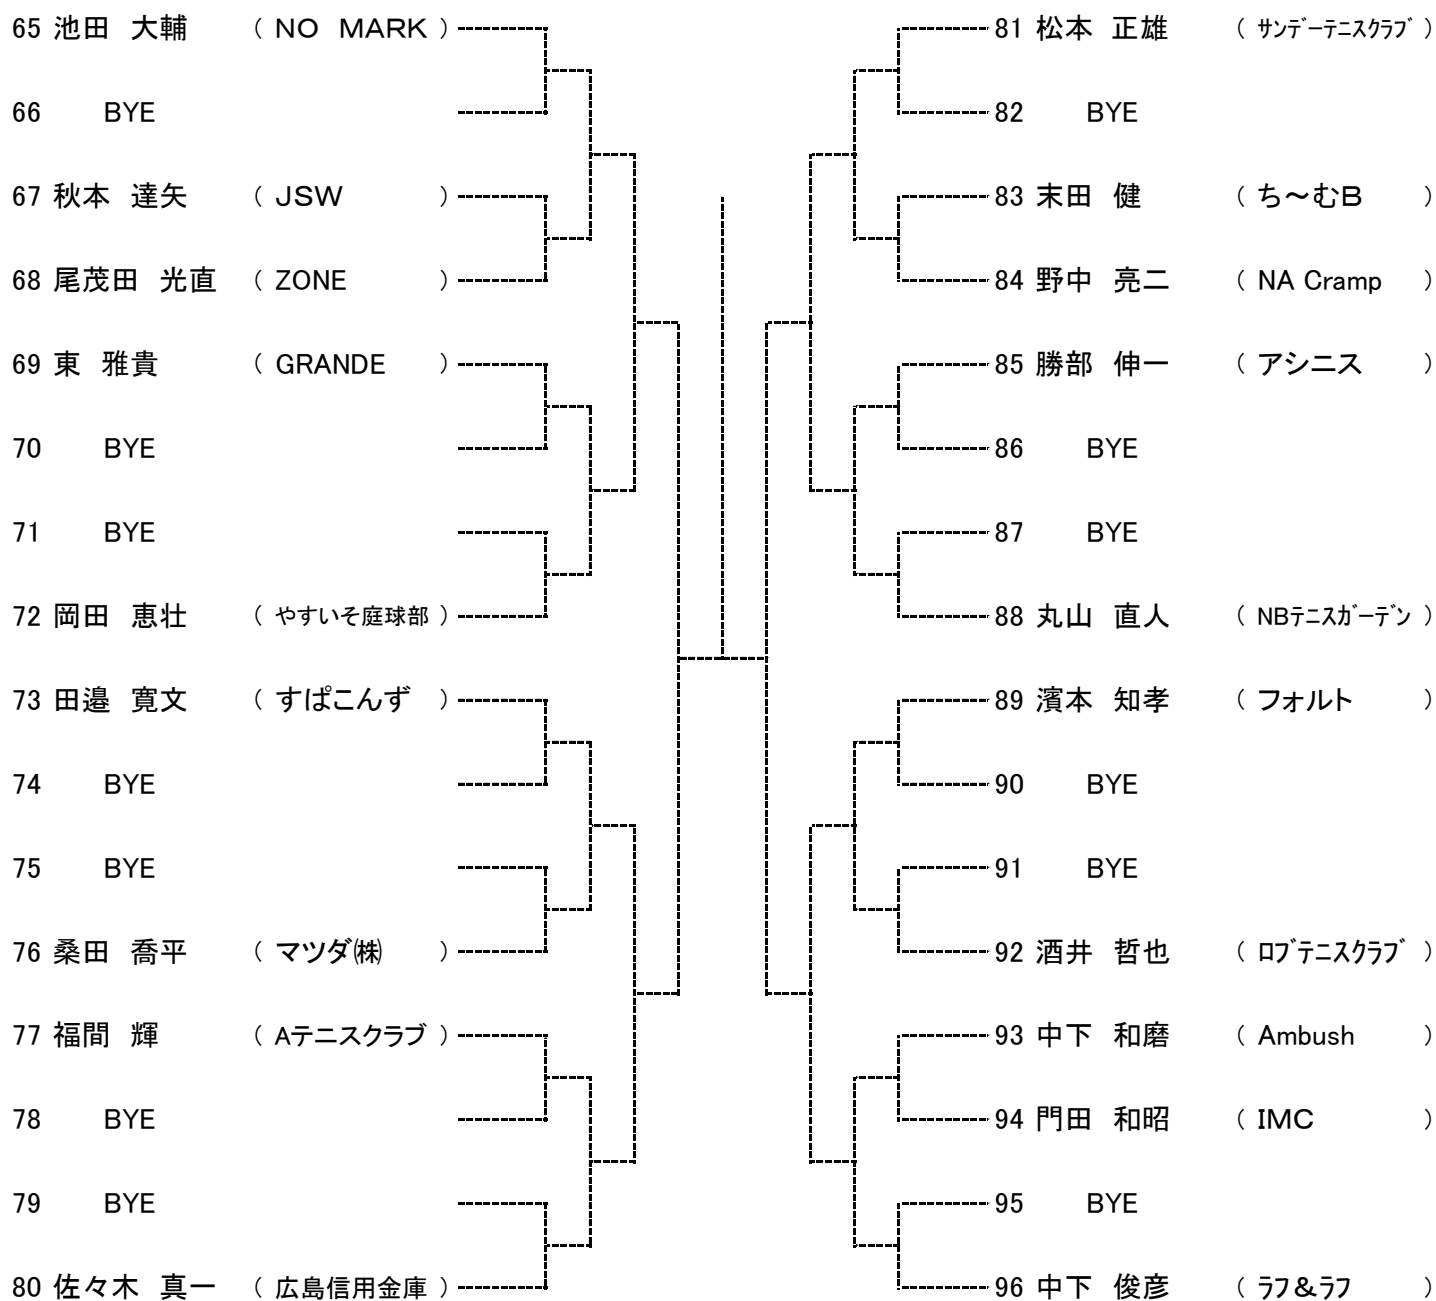 65 池田　大輔 （ NO　MARK ）
66 BYE
67 秋本　達矢 （ JSW ）
68 尾茂田　光直 （ ZONE ）
69 東　雅貴 （ GRANDE ）
70 BYE
71 BYE
72 岡田　恵壮 （ やすいそ庭球部 ）
73 田邉　寛文 （ すぱこんず ）
74 BYE
75 BYE
76 桑田　喬平 （ マツダ㈱ ）
77 福間　輝 （ Aテニスクラブ ）
78 BYE
79 BYE
80 佐々木　真一 （ 広島信用金庫 ）
81 松本　正雄 （ ｻﾝﾃﾞｰﾃﾆｽｸﾗﾌﾞ ）
82 BYE
83 末田　健 （ ち～むB ）
84 野中　亮二 （ NA Cramp ）
85 勝部　伸一 （ アシニス ）
86 BYE
87 BYE
88 丸山　直人 （ NBﾃﾆｽｶﾞｰﾃﾞﾝ ）
89 濱本　知孝 （ フォルト ）
90 BYE
91 BYE
92 酒井　哲也 （ ﾛﾌﾞﾃﾆｽｸﾗﾌﾞ ）
93 中下　和磨 （ Ambush ）
94 門田　和昭 （ IMC ）
95 BYE
96 中下　俊彦 （ ﾗﾌ&ﾗﾌ ）